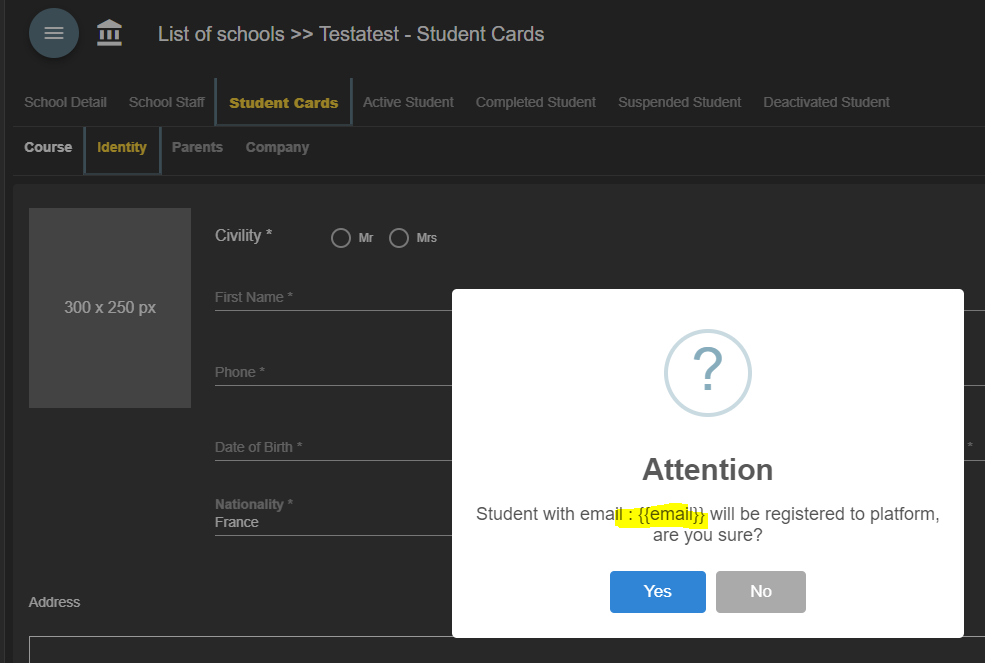 List of schools >> Testatest - Student Cards
School Detail School Staff Student Cards Active Student Completed Student Suspended Student Deactivated Student
Course Identity Parents Company
300 x 250 px
Civility * Mr Mrs
First Name *
Phone *
Date of Birth *
*
Nationality *
France
Address
?
Attention
Student with email : {{email}} will be registered to platform,
are you sure?
Yes No